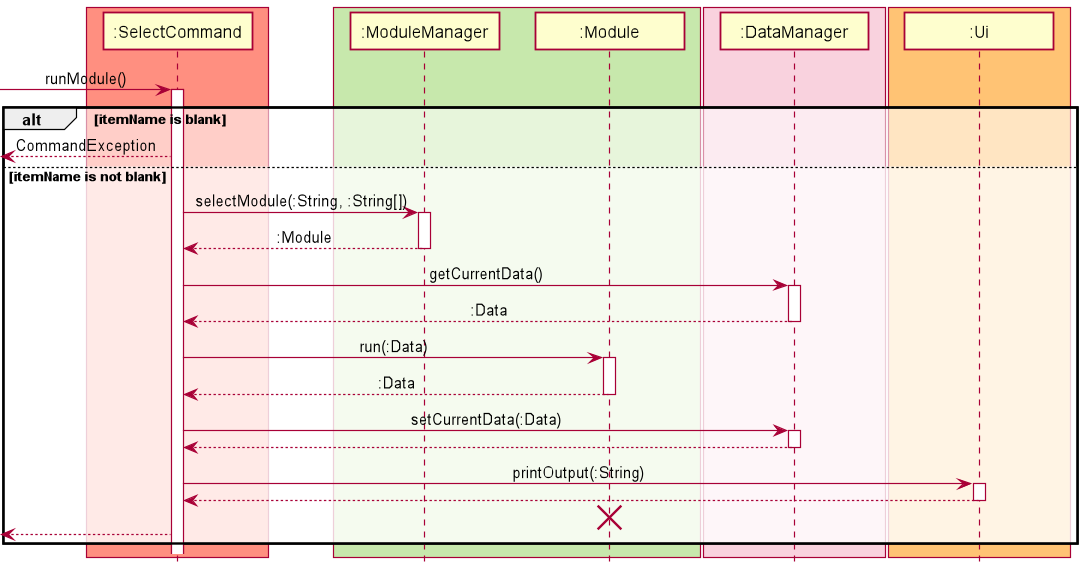 :SelectCommand
:ModuleManager
:Module
:DataManager
:Ui
runModule()
alt
[itemName is blank]
CommandException
[itemName is not blank]
selectModule(:String, :String[])
:Module
getCurrentData()
:Data
run(:Data)
:Data
setCurrentData(:Data)
printOutput(:String)